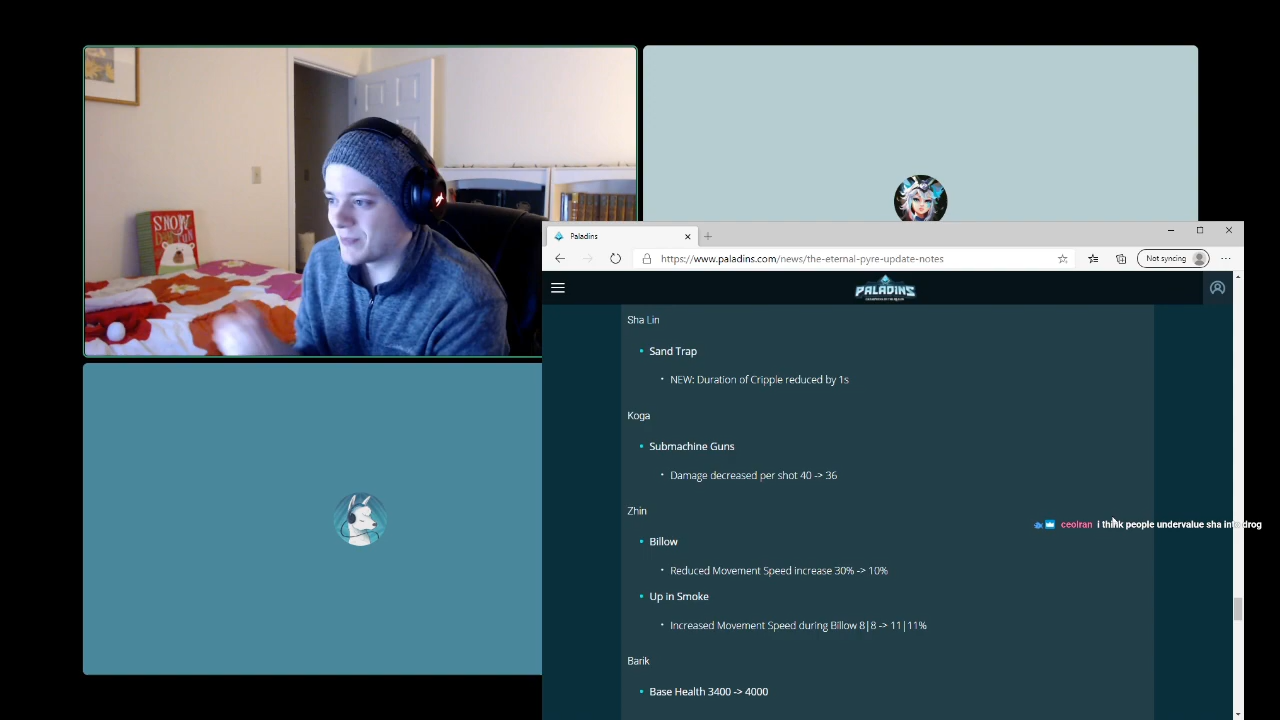 SNOW
FUN
Paladins
https://www.paladins.com/news/the-eternal-pyre-update-notes
Not syncing
PALADINS
Sha Lin
Sand Trap
NEW: Duration of Cripple reduced by 1s
Koga
Submachine Guns
Damage decreased per shot 40 -> 36
Zhin
ceolran i think people undervalue sha into drog
Billow
Reduced Movement Speed increase 30% -> 10%
Up in Smoke
Increased Movement Speed during Billow 8|8 -> 11|11%
Barik
Base Health 3400 -> 4000